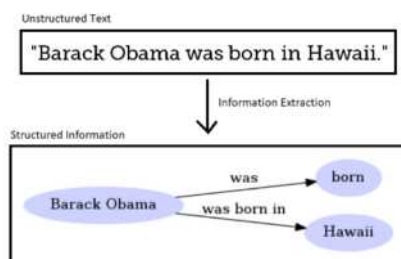 Unstructured Text
"Barack Obama was born in Hawaii."
Information Extraction
Structured Information
was
born
Barack Obama
was born in
Hawaii